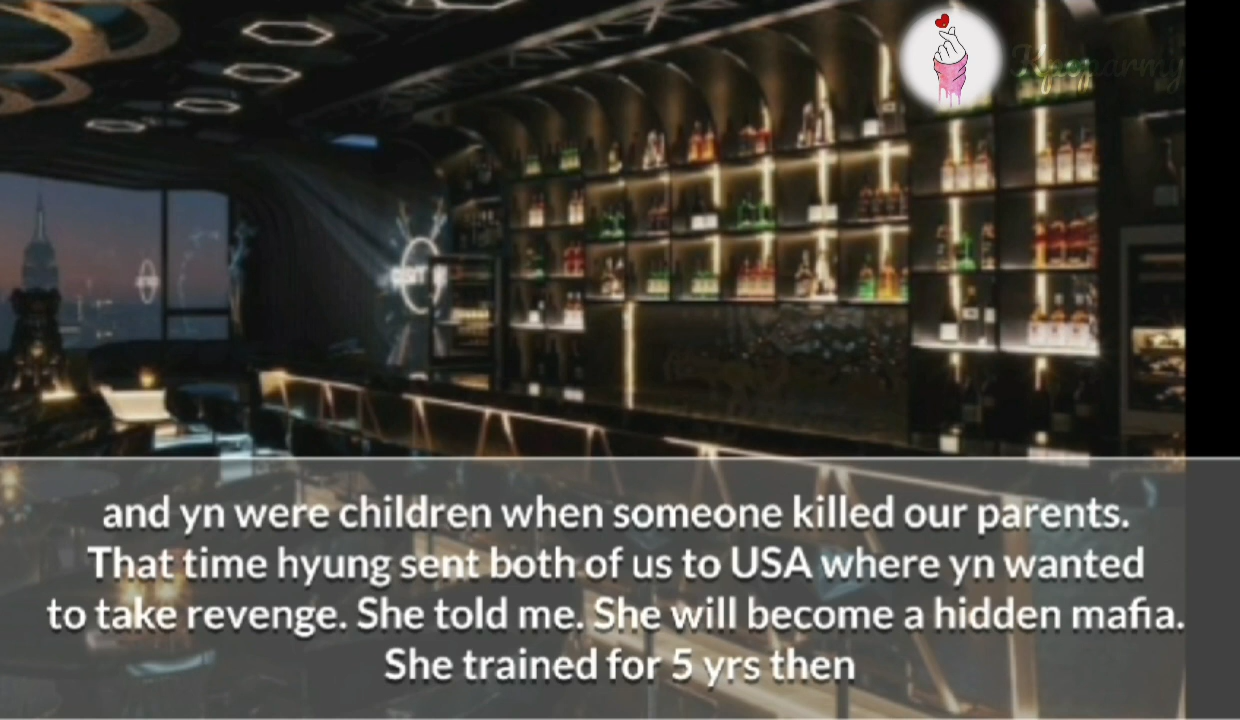 and yn were children when someone killed our parents.
That time hyung sent both of us to USA where yn wanted
to take revenge. She told me. She will become a hidden mafia.
She trained for 5 yrs then